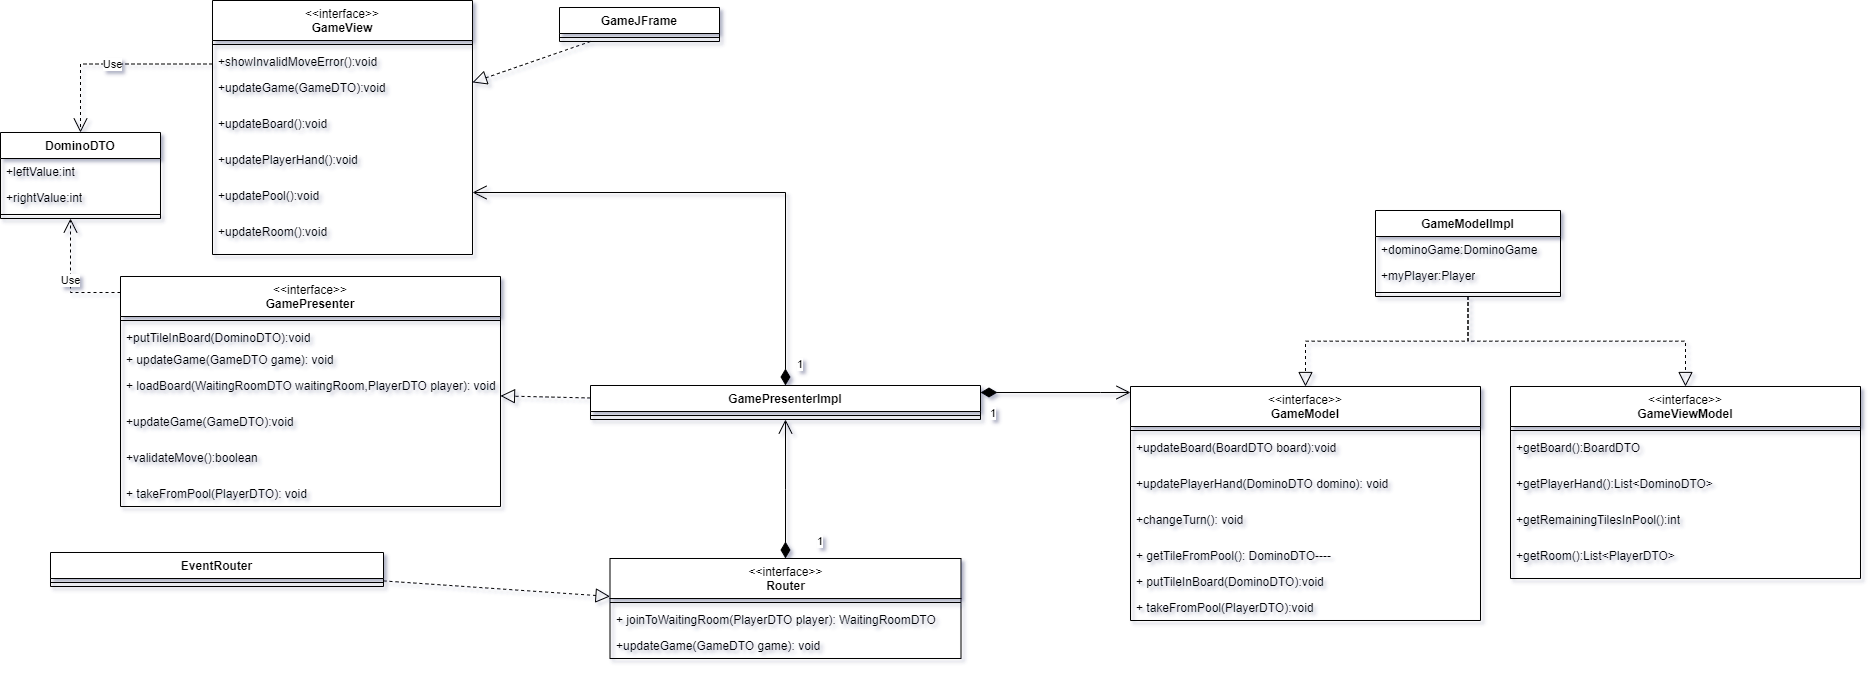 <<interface>>
GameView
+showInvalidMoveError():void
+updateGame(GameDTO):void
+updateBoard():void
+updatePlayerHand():void
+updatePool():void
+updateRoom():void
GameJFrame
Use
DominoDTO
+leftValue:int
+rightValue:int
Use
<<interface>>
GamePresenter
+putTileInBoard(DominoDTO):void
+ updateGame(GameDTO game): void
+ loadBoard(WaitingRoomDTO waitingRoom,PlayerDTO player): void
+updateGame(GameDTO):void
+validateMove():boolean
+ takeFromPool(PlayerDTO): void
1
GamePresenterImpl
1
GameModelImpl
+dominoGame:DominoGame
+myPlayer:Player
<<interface>>
GameModel
+updateBoard(BoardDTO board):void
+updatePlayerHand(DominoDTO domino): void
+changeTurn(): void
+ getTileFromPool(): DominoDTO----
+ putTileInBoard(DominoDTO):void
+ takeFromPool(PlayerDTO):void
<<interface>>
GameViewModel
+getBoard():BoardDTO
+getPlayerHand():List<DominoDTO>
+getRemainingTilesInPool():int
+getRoom():List<PlayerDTO>
EventRouter
1
<<interface>>
Router
+ joinToWaitingRoom(PlayerDTO player): WaitingRoomDTO
+updateGame(GameDTO game): void